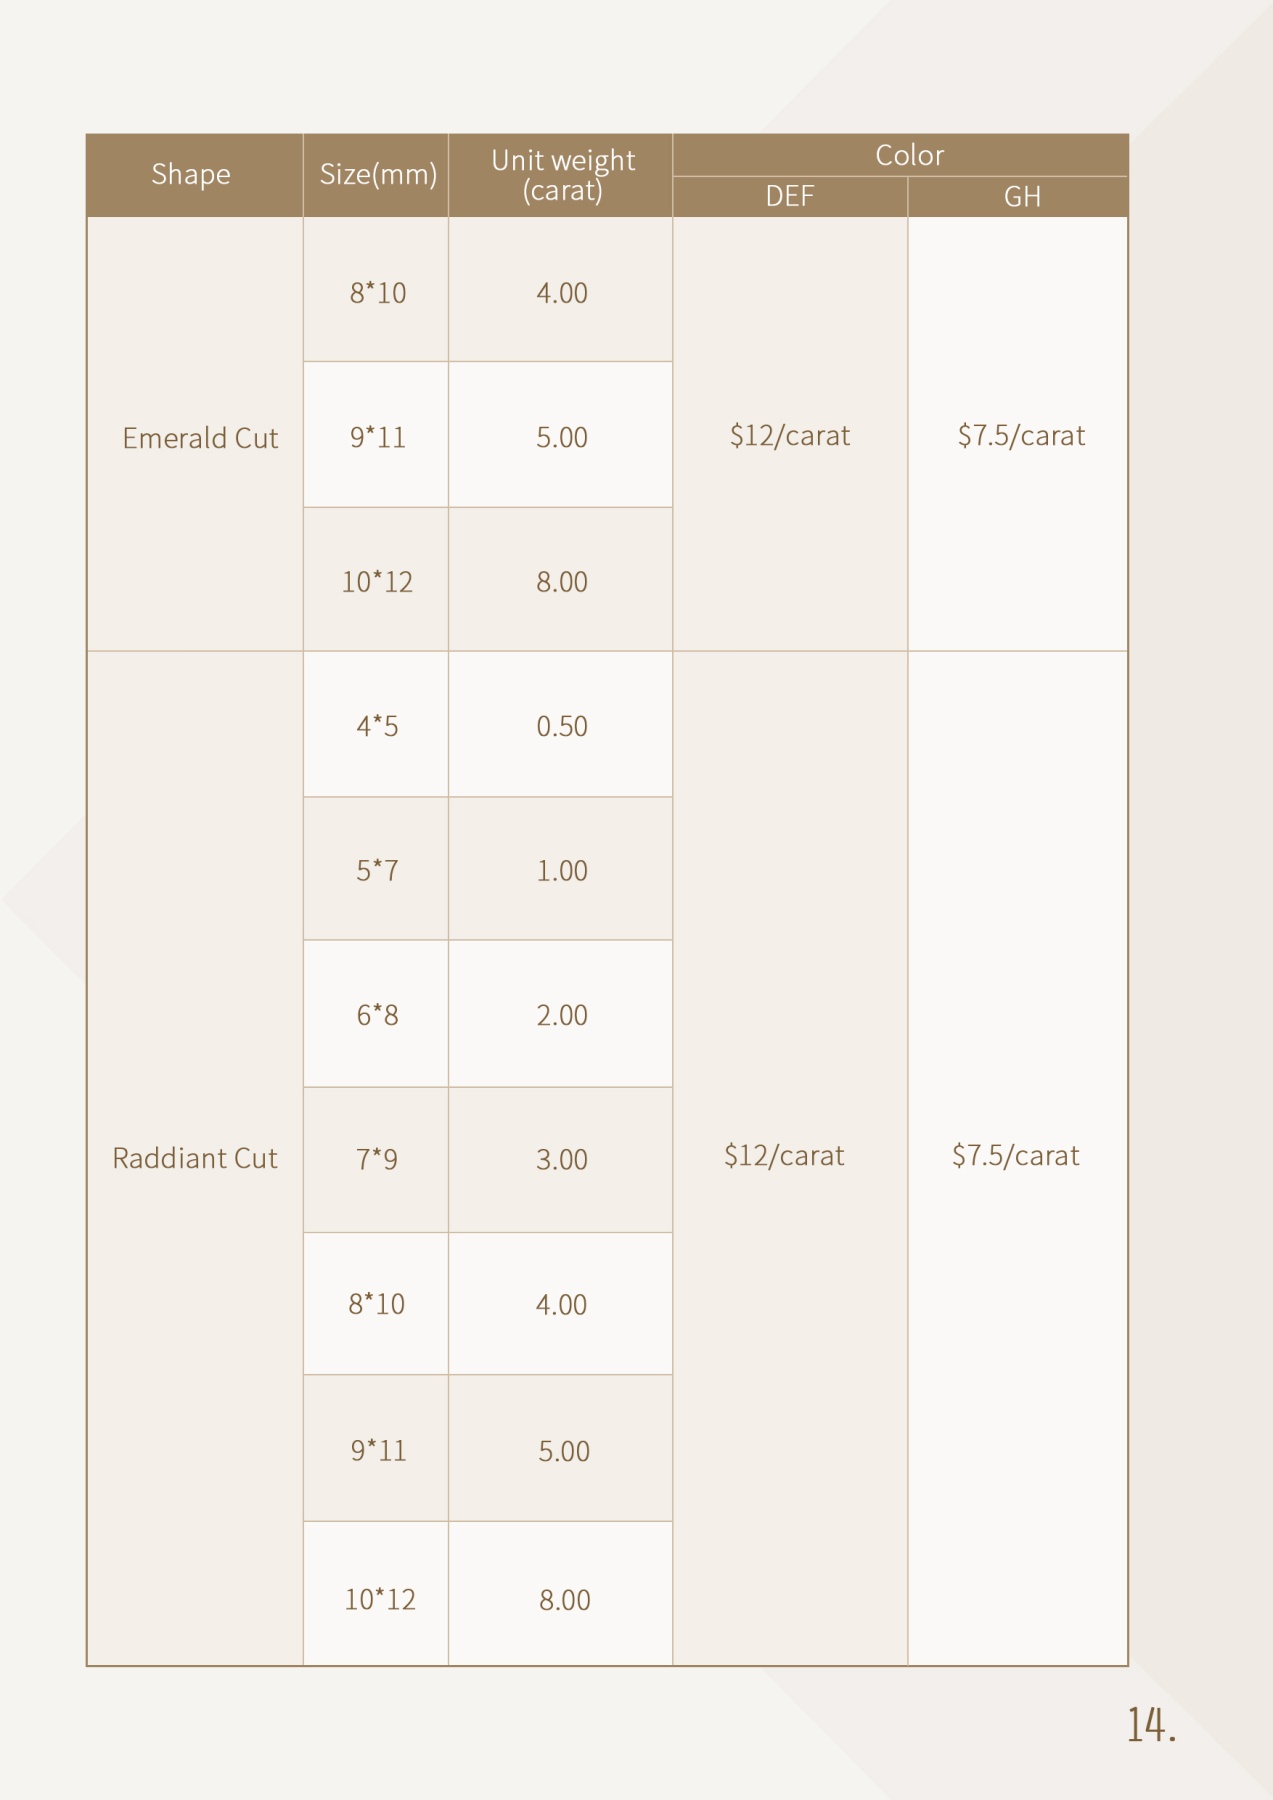 Shape
Size(mm)
Unit weight
(carat)
Color
DEF
GH
Emerald Cut
8*10
4.00
9*11
5.00
10*12
8.00
$12/carat
$7.5/carat
Raddiant Cut
4*5
0.50
5*7
1.00
6*8
2.00
7*9
3.00
8*10
4.00
9*11
5.00
10*12
8.00
$12/carat
$7.5/carat
14.